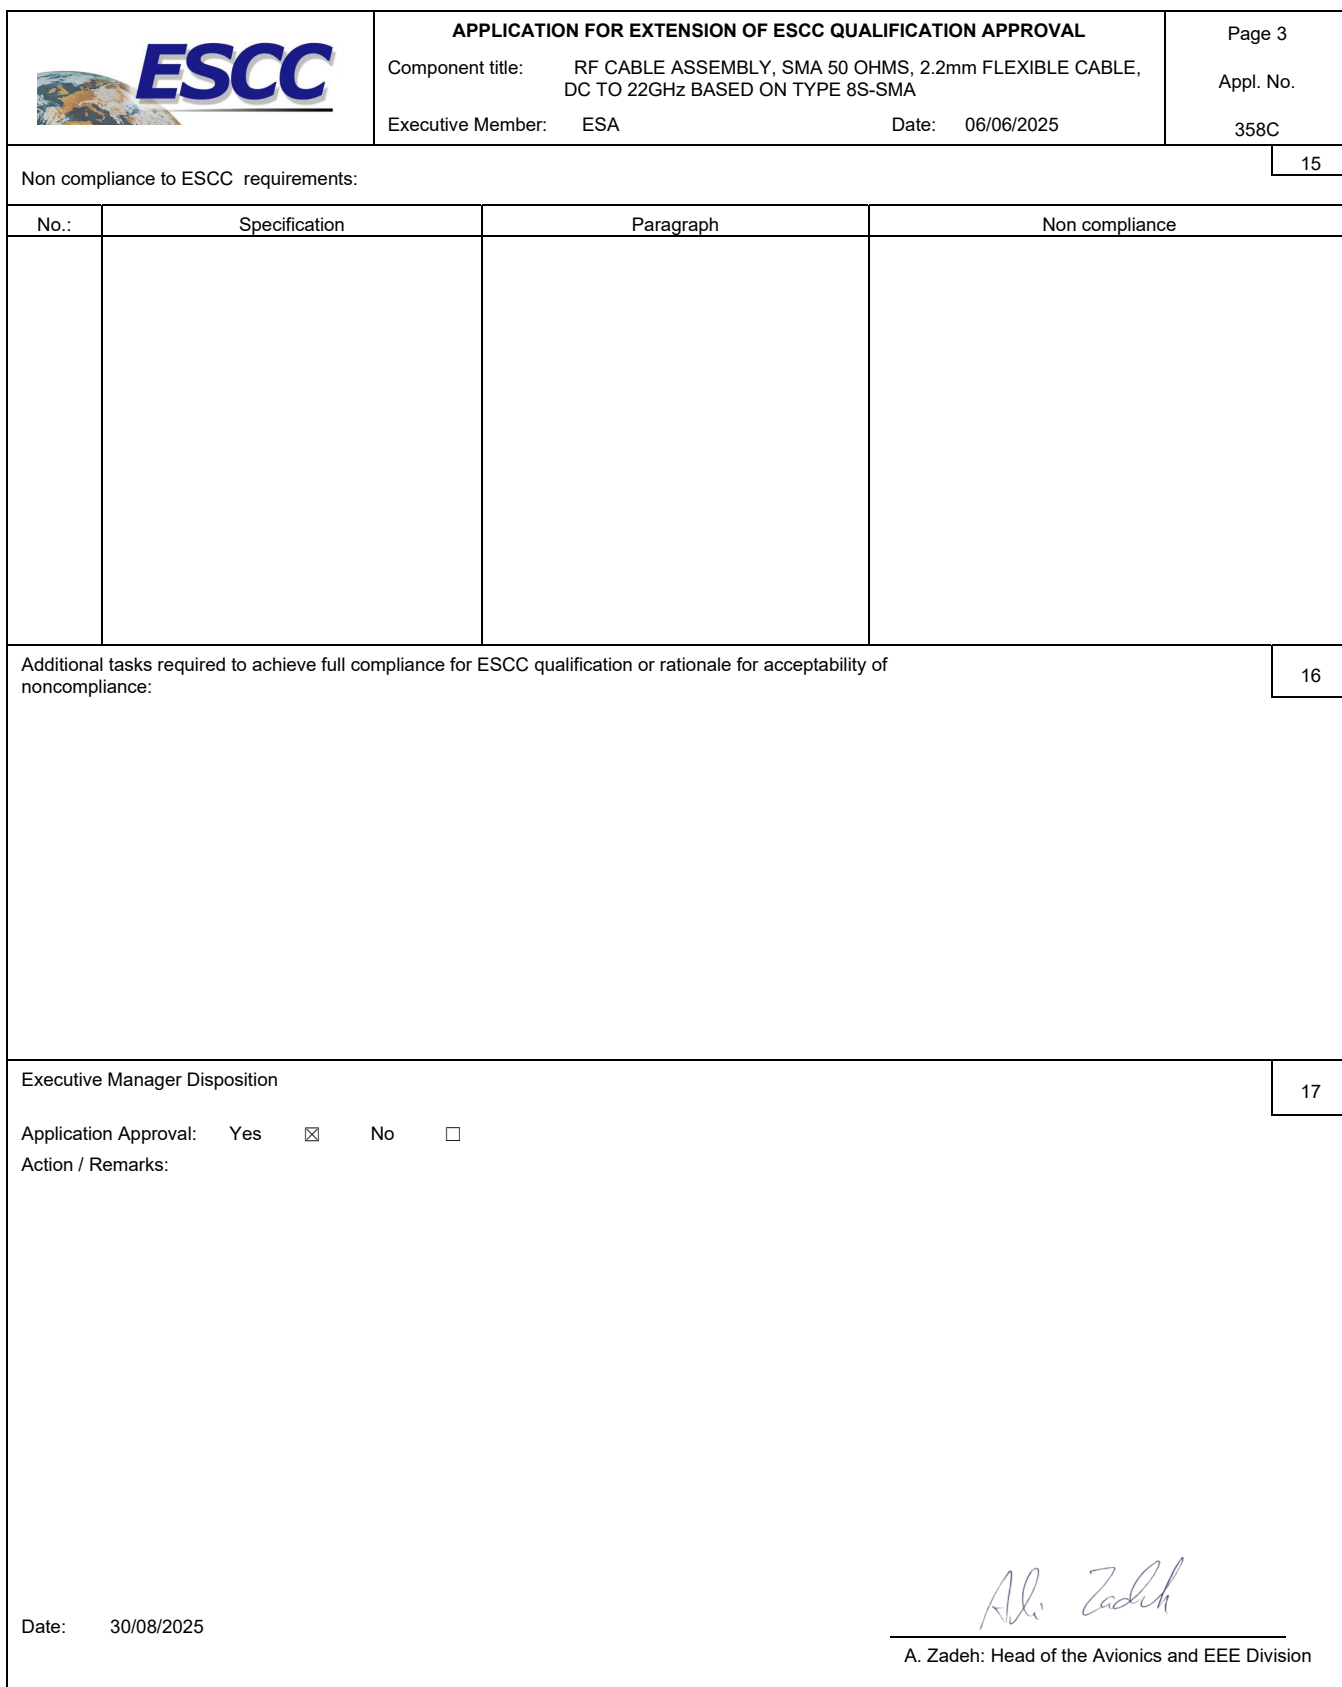 ESCC
APPLICATION FOR EXTENSION OF ESCC QUALIFICATION APPROVAL
Component title: RF CABLE ASSEMBLY, SMA 50 OHMS, 2.2mm FLEXIBLE CABLE,
DC TO 22GHz BASED ON TYPE 8S-SMA
Executive Member: ESA Date: 06/06/2025
Page 3
Appl. No.
358C
Non compliance to ESCC requirements:
15
No.: Specification Paragraph Non compliance
Additional tasks required to achieve full compliance for ESCC qualification or rationale for acceptability of
noncompliance:
16
Executive Manager Disposition
17
Application Approval: Yes ☒ No ☐
Action / Remarks:
Ali Zadeh
Date: 30/08/2025
A. Zadeh: Head of the Avionics and EEE Division